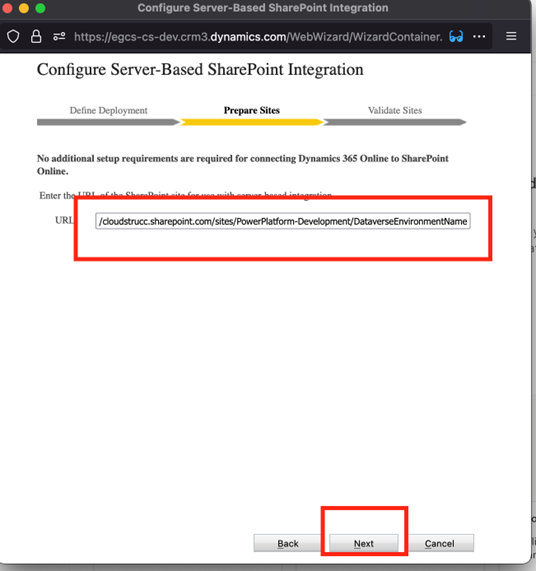 Configure Server-Based SharePoint Integration
https://egcs-cs-dev.crm3.dynamics.com/WebWizard/WizardContainer.
Configure Server-Based SharePoint Integration
Define Deployment Prepare Sites Validate Sites
No additional setup requirements are required for connecting Dynamics 365 Online to SharePoint
Online.
Enter the URL of the SharePoint site for use with server-based integration
URL /cloudstrucc.sharepoint.com/sites/PowerPlatform-Development/DataverseEnvironmentName
Back Next Cancel